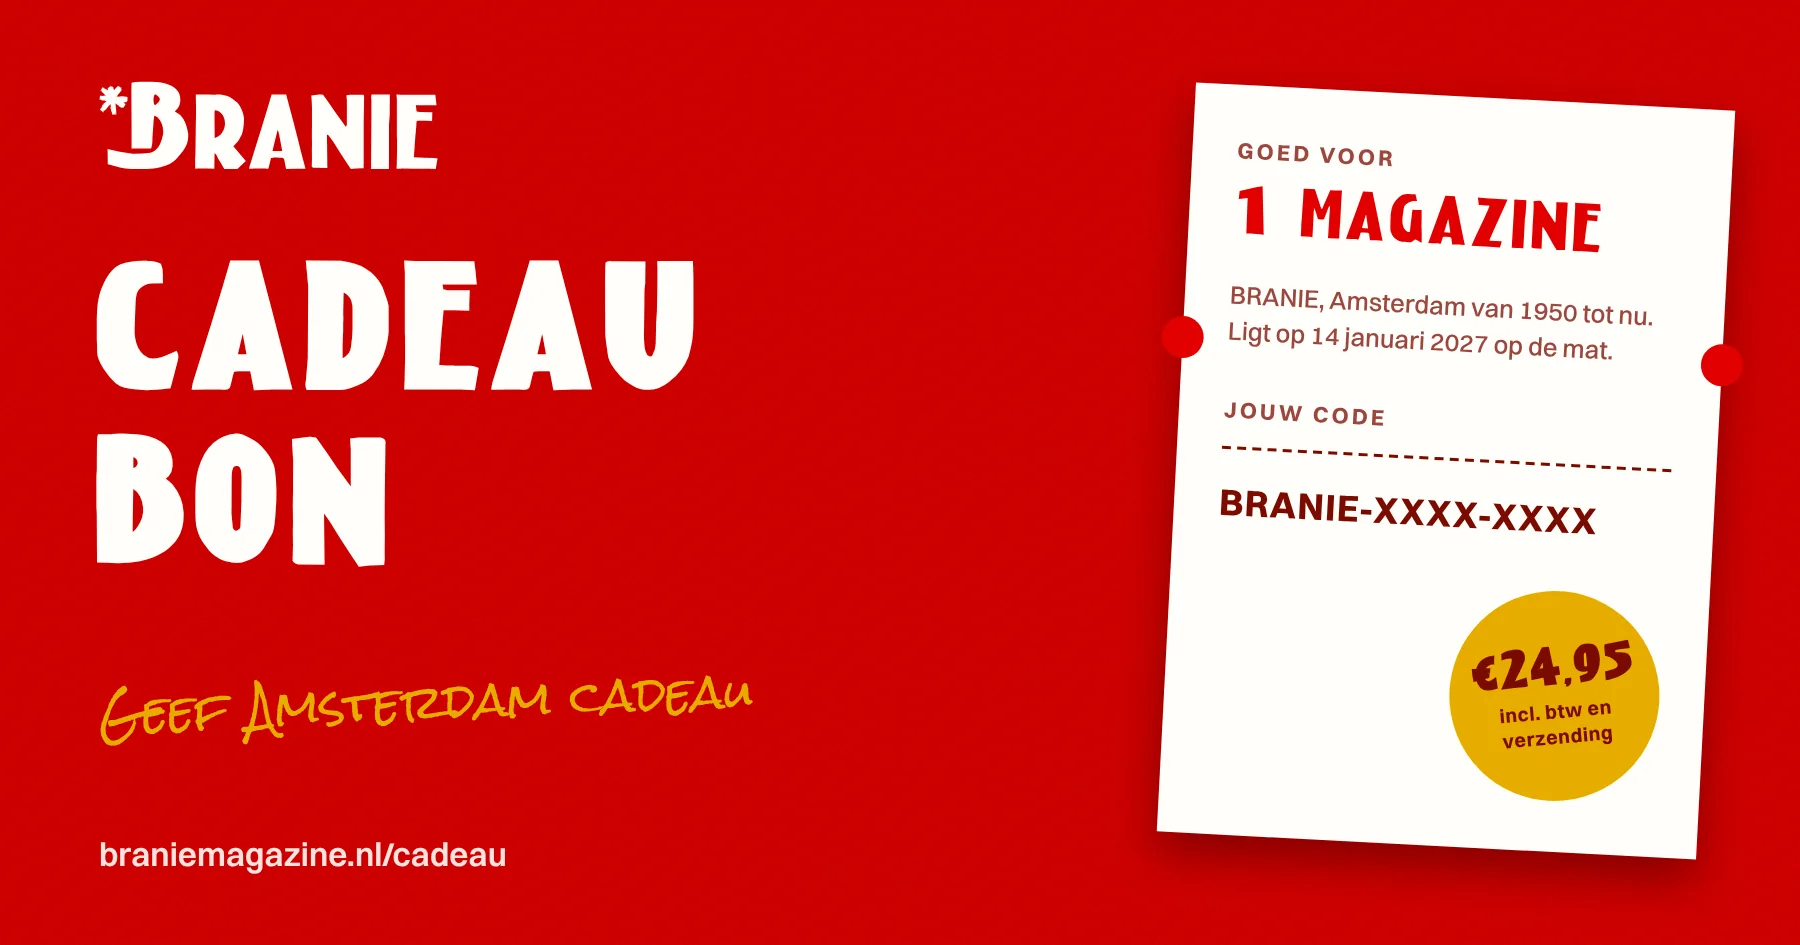 *BRANIE
CADEAU
BON
GEEF AMSTERDAM CADEAU
braniemagazine.nl/cadeau
GOED VOOR
1 MAGAZINE
BRANIE, Amsterdam van 1950 tot nu.
Ligt op 14 januari 2027 op de mat.
JOUW CODE
BRANIE-XXXX-XXXX
€24,95
incl. btw en
verzending